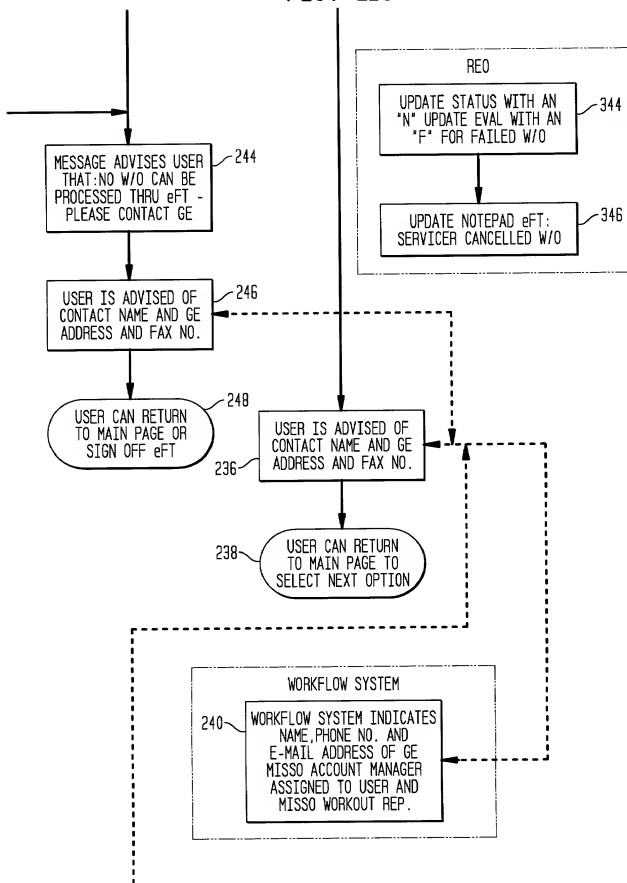 REO
UPDATE STATUS WITH AN
"N" UPDATE EVAL WITH AN
"F" FOR FAILED W/O
344
UPDATE NOTEPAD eFT:
SERVICER CANCELLED W/O
346
MESSAGE ADVISES USER
THAT:NO W/O CAN BE
PROCESSED THRU eFT -
PLEASE CONTACT GE
244
USER IS ADVISED OF
CONTACT NAME AND GE
ADDRESS AND FAX NO.
246
USER CAN RETURN
TO MAIN PAGE OR
SIGN OFF eFT
248
USER IS ADVISED OF
CONTACT NAME AND GE
ADDRESS AND FAX NO.
236
USER CAN RETURN
TO MAIN PAGE TO
SELECT NEXT OPTION
238
WORKFLOW SYSTEM
240
WORKFLOW SYSTEM INDICATES
NAME,PHONE NO. AND
E-MAIL ADDRESS OF GE
MISSO ACCOUNT MANAGER
ASSIGNED TO USER AND
MISSO WORKOUT REP.